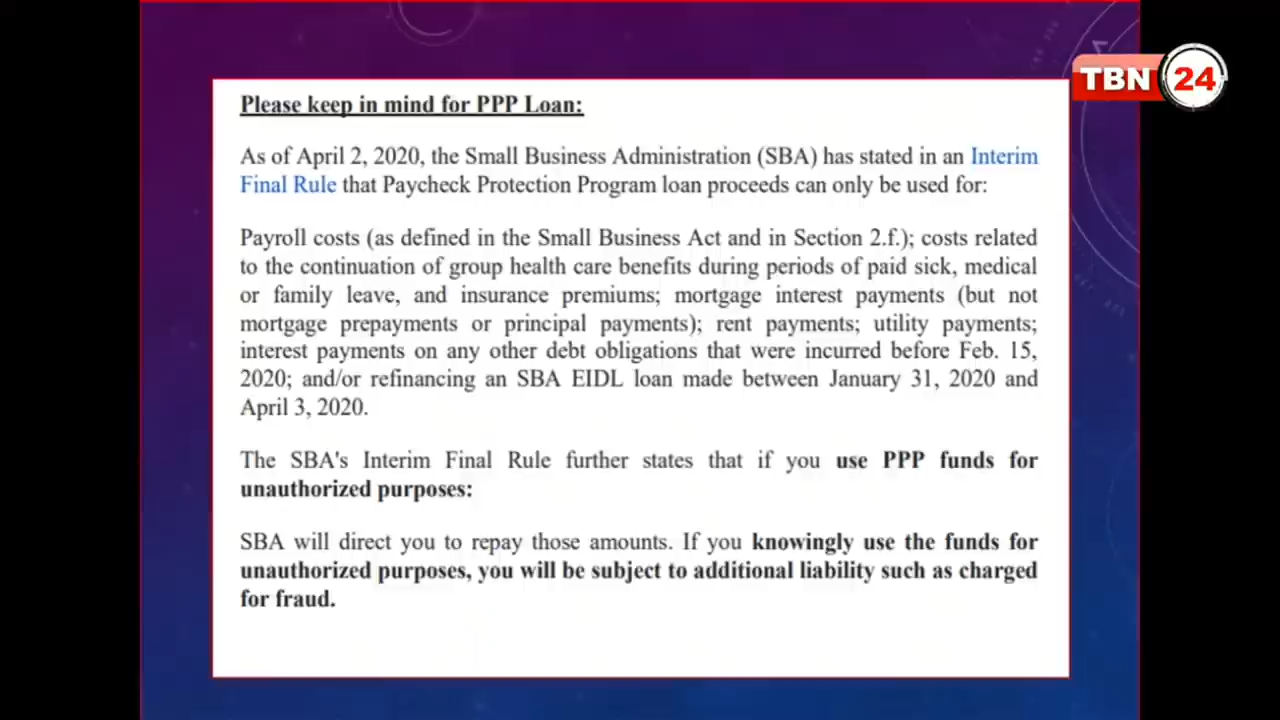 TBN 24
Please keep in mind for PPP Loan:
As of April 2, 2020, the Small Business Administration (SBA) has stated in an Interim
Final Rule that Paycheck Protection Program loan proceeds can only be used for:
Payroll costs (as defined in the Small Business Act and in Section 2.f.); costs related
to the continuation of group health care benefits during periods of paid sick, medical
or family leave, and insurance premiums; mortgage interest payments (but not
mortgage prepayments or principal payments); rent payments; utility payments;
interest payments on any other debt obligations that were incurred before Feb. 15,
2020; and/or refinancing an SBA EIDL loan made between January 31, 2020 and
April 3, 2020.
The SBA's Interim Final Rule further states that if you use PPP funds for
unauthorized purposes:
SBA will direct you to repay those amounts. If you knowingly use the funds for
unauthorized purposes, you will be subject to additional liability such as charged
for fraud.